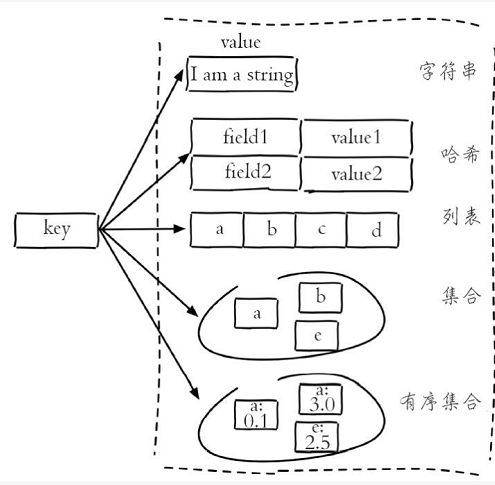 value
I am a string
字符串
field1 value1
field2 value2
哈希
key
a b c d
列表
a
b
e
集合
a:
0.1
a:
3.0
e:
2.5
有序集合